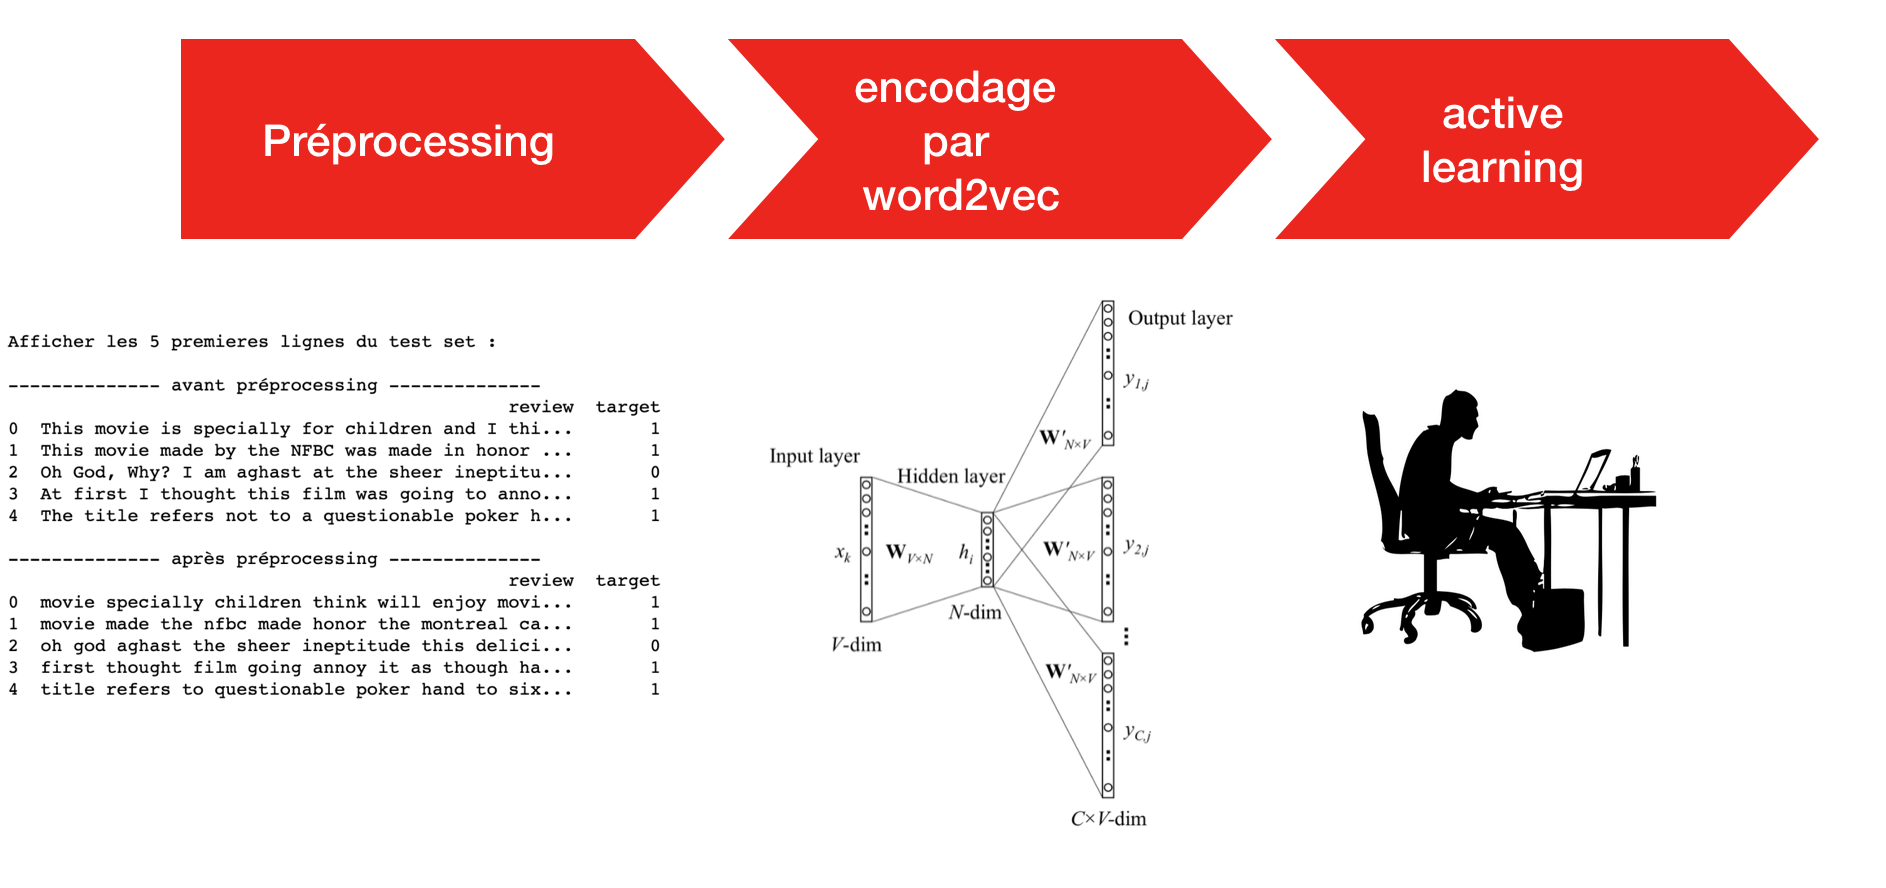 Préprocessing
encodage
par
word2vec
active
learning
Afficher les 5 premieres lignes du test set :
-------------- avant préprocessing --------------
review target
0 This movie is specially for children and I thi... 1
1 This movie made by the NFBC was made in honor ... 1
2 Oh God, Why? I am aghast at the sheer ineptitu... 0
3 At first I thought this film was going to anno... 1
4 The title refers not to a questionable poker h... 1
-------------- après préprocessing --------------
review target
0 movie specially children think will enjoy movi... 1
1 movie made the nfbc made honor the montreal ca... 1
2 oh god aghast the sheer ineptitude this delici... 0
3 first thought film going annoy it as though ha... 1
4 title refers to questionable poker hand to six... 1
Input layer
Hidden layer
Output layer
x_k
W_{V×N}
h_i
V-dim
N-dim
W'_{N×V}
y_{1,j}
W'_{N×V}
y_{2,j}
W'_{N×V}
y_{C,j}
C×V-dim